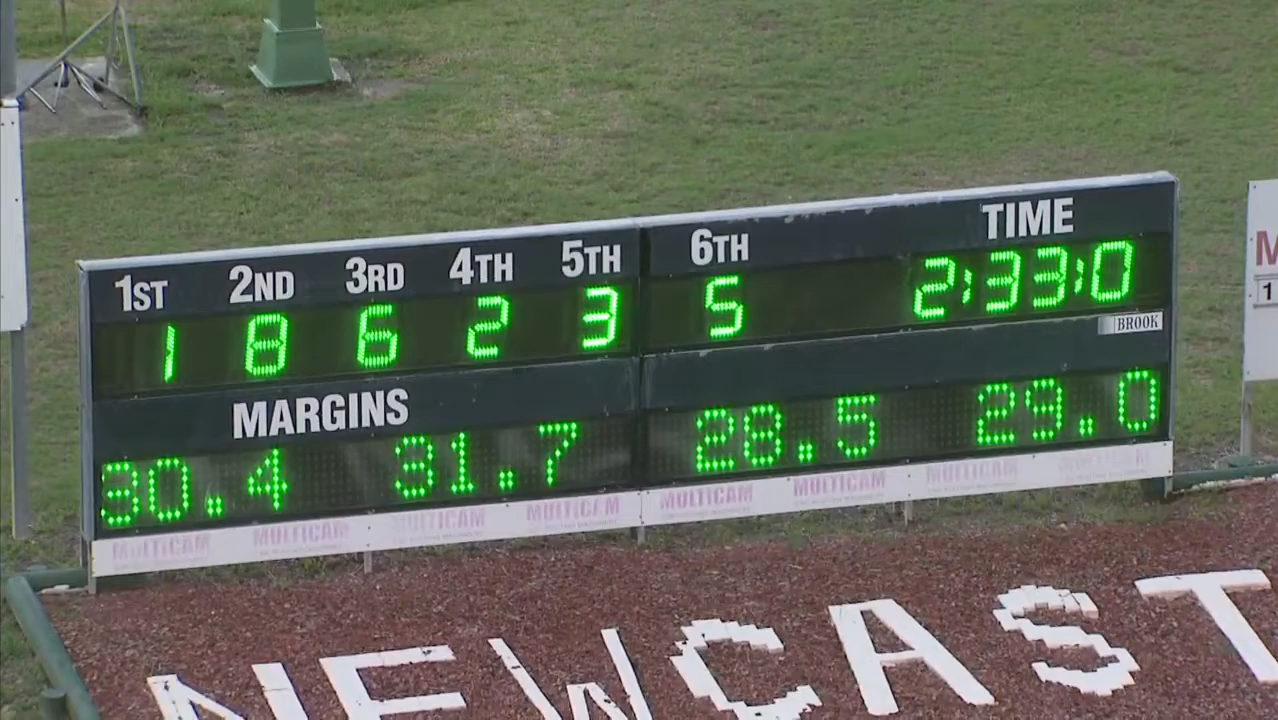 1ST 2ND 3RD 4TH 5TH 6TH TIME
1 8 6 2 3 5 2:33:0
BROOK
MARGINS
30.4 31.7 28.5 29.0
MULTICAM MULTICAM MULTICAM MULTICAM MULTICAM MULTICAM MULTICAM MULTICAM
NEWCAST
M
1